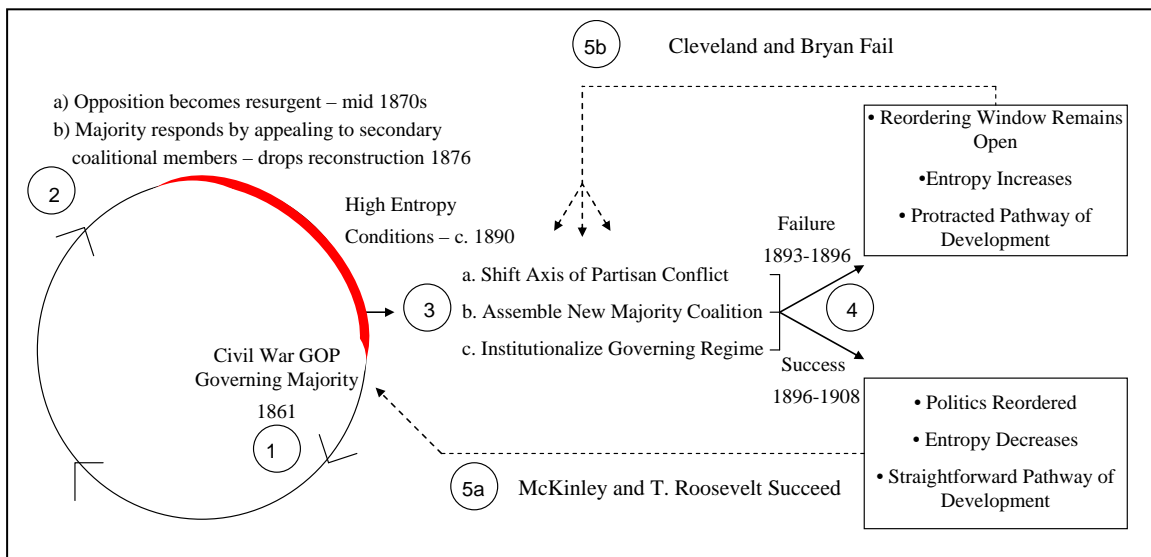 5b
Cleveland and Bryan Fail
a) Opposition becomes resurgent – mid 1870s
b) Majority responds by appealing to secondary
coalitional members – drops reconstruction 1876
2
• Reordering Window Remains
Open
•Entropy Increases
• Protracted Pathway of
Development
High Entropy
Conditions – c. 1890
Failure
1893-1896
3
a. Shift Axis of Partisan Conflict
b. Assemble New Majority Coalition
c. Institutionalize Governing Regime
4
Success
1896-1908
Civil War GOP
Governing Majority
1861
1
• Politics Reordered
• Entropy Decreases
• Straightforward Pathway of
Development
5a
McKinley and T. Roosevelt Succeed